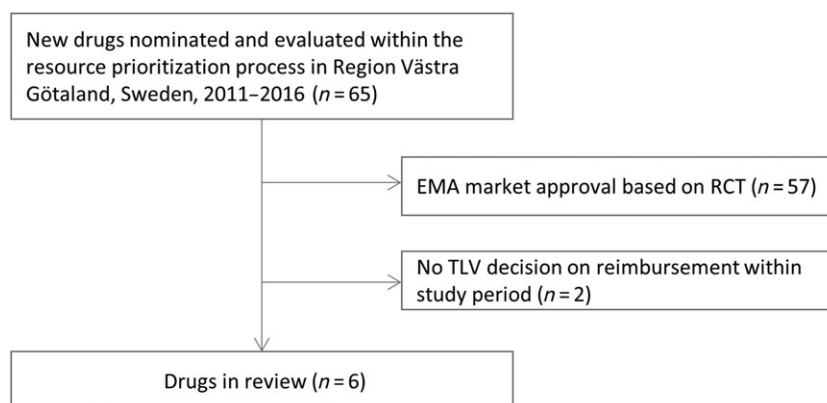 New drugs nominated and evaluated within the
resource prioritization process in Region Västra
Götaland, Sweden, 2011–2016 (n = 65)
EMA market approval based on RCT (n = 57)
No TLV decision on reimbursement within
study period (n = 2)
Drugs in review (n = 6)